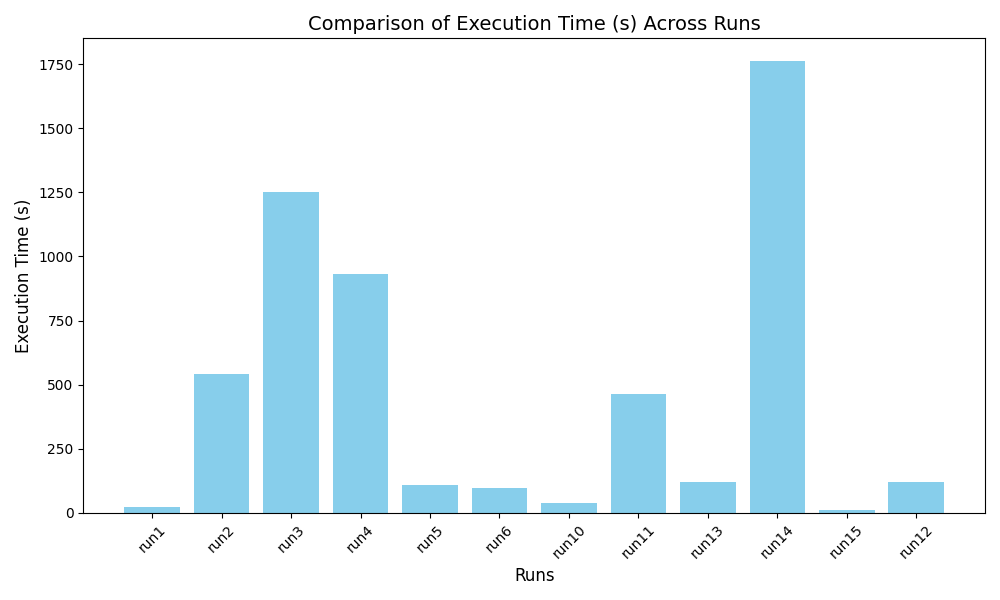 Comparison of Execution Time (s) Across Runs
1750
1500
1250
1000
750
500
250
0
Execution Time (s)
run1
run2
run3
run4
run5
run6
run10
run11
run13
run14
run15
run12
Runs